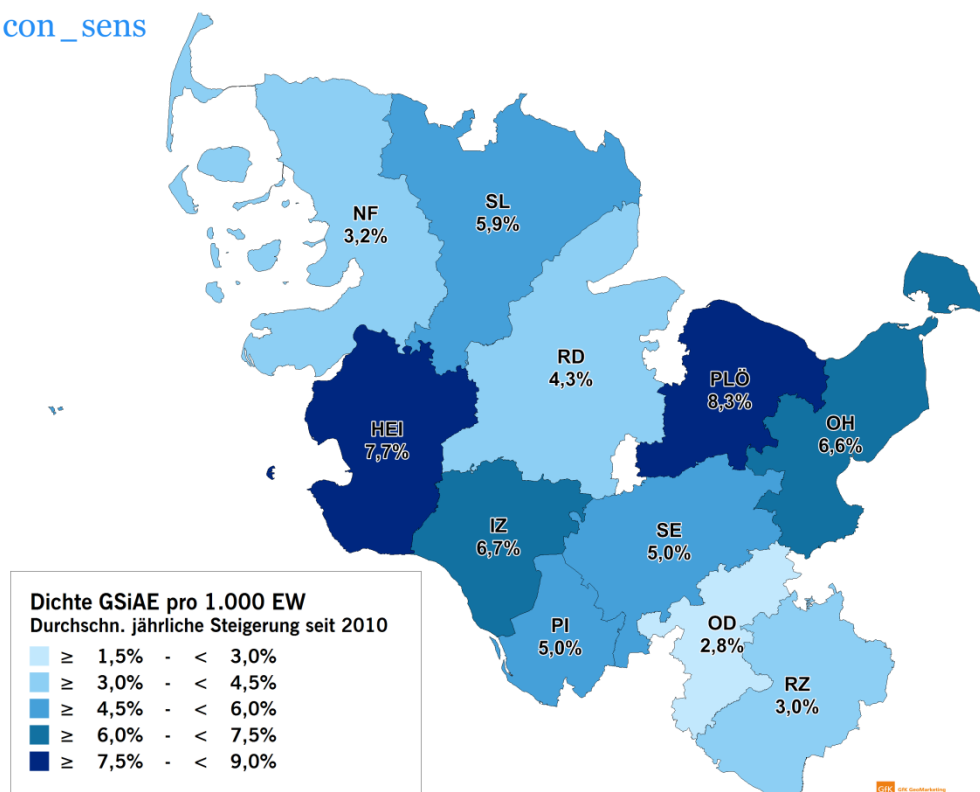 con_sens
NF
3,2%
SL
5,9%
RD
4,3%
PLÖ
8,3%
OH
6,6%
HEI
7,7%
IZ
6,7%
SE
5,0%
PI
5,0%
OD
2,8%
RZ
3,0%
Dichte GSiAE pro 1.000 EW
Durchschn. jährliche Steigerung seit 2010
≥ 1,5% - < 3,0%
≥ 3,0% - < 4,5%
≥ 4,5% - < 6,0%
≥ 6,0% - < 7,5%
≥ 7,5% - < 9,0%
GfK GfK GeoMarketing